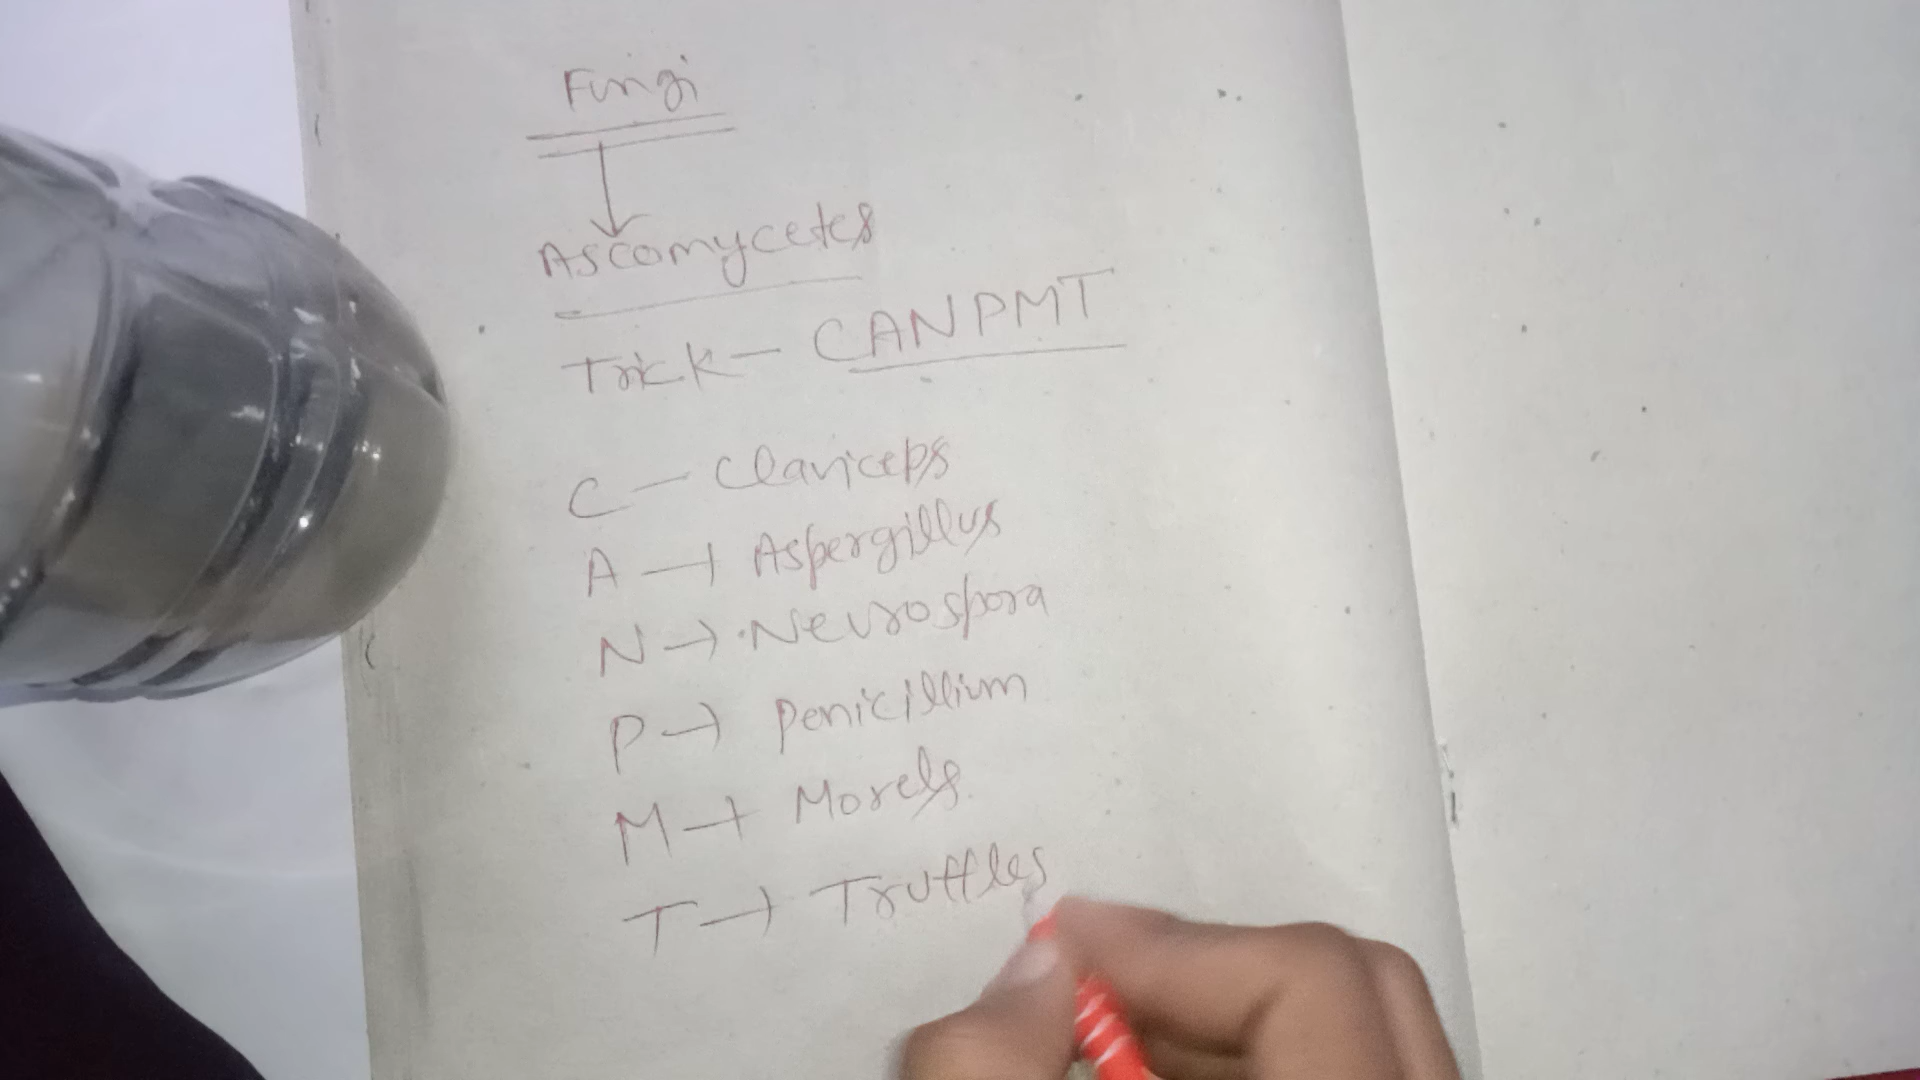 Fungi
Ascomycetes
Trick - CANPMT
C - Claviceps
A → Aspergillus
N → Neurospora
P → Penicillium
M → Morels
T → Truffles